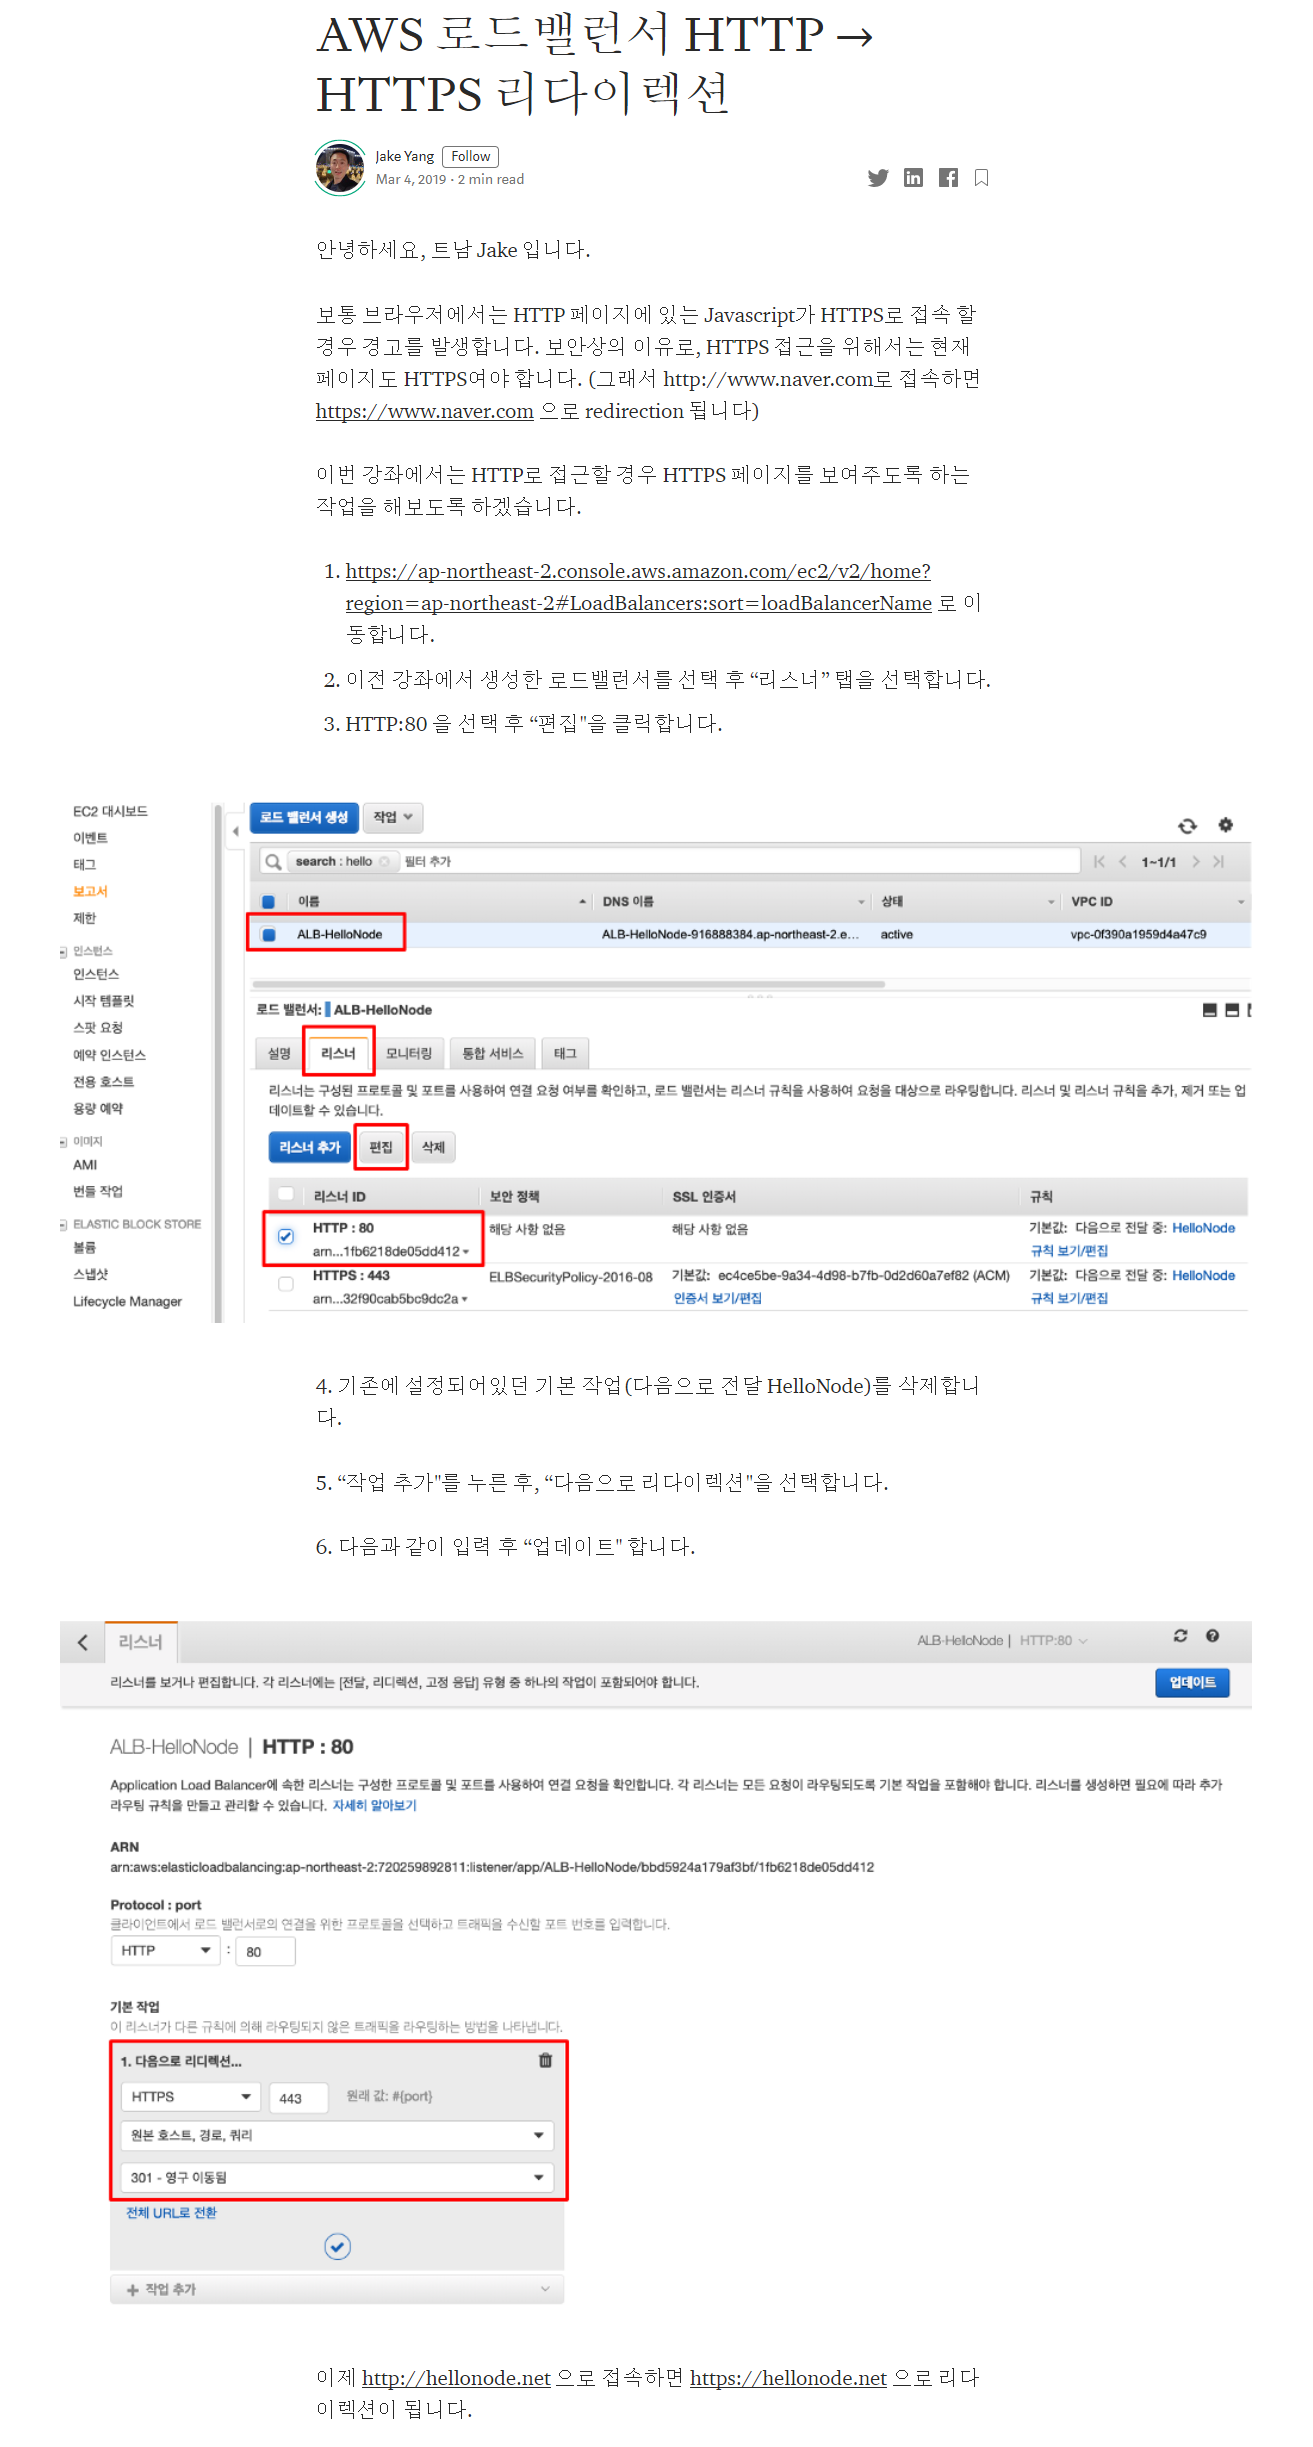 AWS 로드밸런서 HTTP →
HTTPS 리다이렉션
Jake Yang Follow
Mar 4, 2019 · 2 min read
안녕하세요, 트남 Jake 입니다.
보통 브라우저에서는 HTTP 페이지에 있는 Javascript가 HTTPS로 접속 할
경우 경고를 발생합니다. 보안상의 이유로, HTTPS 접근을 위해서는 현재
페이지도 HTTPS여야 합니다. (그래서 http://www.naver.com로 접속하면
https://www.naver.com 으로 redirection 됩니다)
이번 강좌에서는 HTTP로 접근할 경우 HTTPS 페이지를 보여주도록 하는
작업을 해보도록 하겠습니다.
1. https://ap-northeast-2.console.aws.amazon.com/ec2/v2/home?
region=ap-northeast-2#LoadBalancers:sort=loadBalancerName 로 이
동합니다.
2. 이전 강좌에서 생성한 로드밸런서를 선택 후 “리스너” 탭을 선택합니다.
3. HTTP:80 을 선택 후 “편집"을 클릭합니다.
EC2 대시보드
이벤트
태그
보고서
제한
인스턴스
인스턴스
시작 템플릿
스팟 요청
예약 인스턴스
전용 호스트
용량 예약
이미지
AMI
번들 작업
ELASTIC BLOCK STORE
볼륨
스냅샷
Lifecycle Manager
로드 밸런서 생성 작업
search : hello 필터 추가 1~1/1
이름 DNS 이름 상태 VPC ID
ALB-HelloNode ALB-HelloNode-916888384.ap-northeast-2.e... active vpc-0f390a1959d4a47c9
로드 밸런서: ALB-HelloNode
설명 리스너 모니터링 통합 서비스 태그
리스너는 구성된 프로토콜 및 포트를 사용하여 연결 요청 여부를 확인하고, 로드 밸런서는 리스너 규칙을 사용하여 요청을 대상으로 라우팅합니다. 리스너 및 리스너 규칙을 추가, 제거 또는 업
데이트할 수 있습니다.
리스너 추가 편집 삭제
리스너 ID 보안 정책 SSL 인증서 규칙
HTTP : 80 해당 사항 없음 해당 사항 없음 기본값: 다음으로 전달 중: HelloNode
arn...1fb6218de05dd412 규칙 보기/편집
HTTPS : 443 ELBSecurityPolicy-2016-08 기본값: ec4ce5be-9a34-4d98-b7fb-0d2d60a7ef82 (ACM) 기본값: 다음으로 전달 중: HelloNode
arn...32f90cab5bc9dc2a 인증서 보기/편집 규칙 보기/편집
4. 기존에 설정되어있던 기본 작업(다음으로 전달 HelloNode)를 삭제합니
다.
5. “작업 추가"를 누른 후, “다음으로 리다이렉션"을 선택합니다.
6. 다음과 같이 입력 후 “업데이트" 합니다.
리스너 ALB-HelloNode | HTTP:80
리스너를 보거나 편집합니다. 각 리스너에는 [전달, 리디렉션, 고정 응답] 유형 중 하나의 작업이 포함되어야 합니다. 업데이트
ALB-HelloNode | HTTP : 80
Application Load Balancer에 속한 리스너는 구성한 프로토콜 및 포트를 사용하여 연결 요청을 확인합니다. 각 리스너는 모든 요청이 라우팅되도록 기본 작업을 포함해야 합니다. 리스너를 생성하면 필요에 따라 추가
라우팅 규칙을 만들고 관리할 수 있습니다. 자세히 알아보기
ARN
arn:aws:elasticloadbalancing:ap-northeast-2:720259892811:listener/app/ALB-HelloNode/bbd5924a179af3bf/1fb6218de05dd412
Protocol : port
클라이언트에서 로드 밸런서로의 연결을 위한 프로토콜을 선택하고 트래픽을 수신할 포트 번호를 입력합니다.
HTTP : 80
기본 작업
이 리스너가 다른 규칙에 의해 라우팅되지 않은 트래픽을 라우팅하는 방법을 나타냅니다.
1. 다음으로 리디렉션...
HTTPS 443 원래 값: #{port}
원본 호스트, 경로, 쿼리
301 - 영구 이동됨
전체 URL로 전환
작업 추가
이제 http://hellonode.net 으로 접속하면 https://hellonode.net 으로 리다
이렉션이 됩니다.